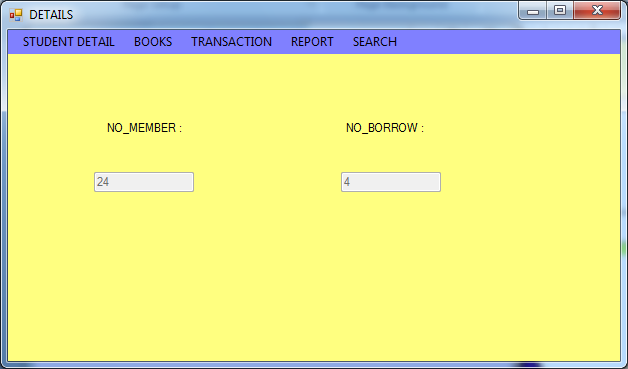 DETAILS
STUDENT DETAIL BOOKS TRANSACTION REPORT SEARCH
NO_MEMBER : NO_BORROW :
24 4